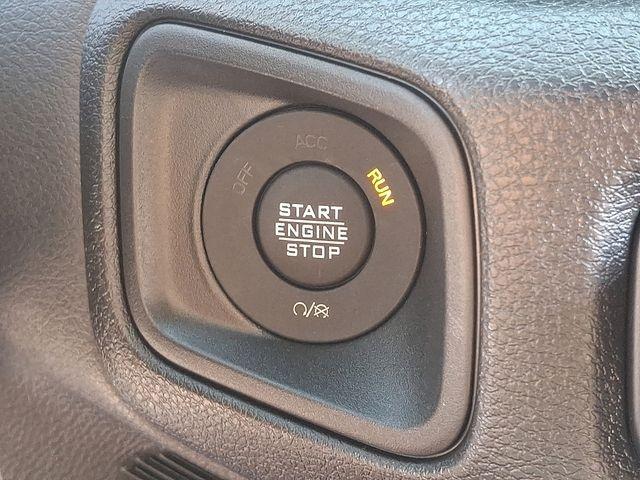 ACC
OFF
RUN
START
ENGINE
STOP